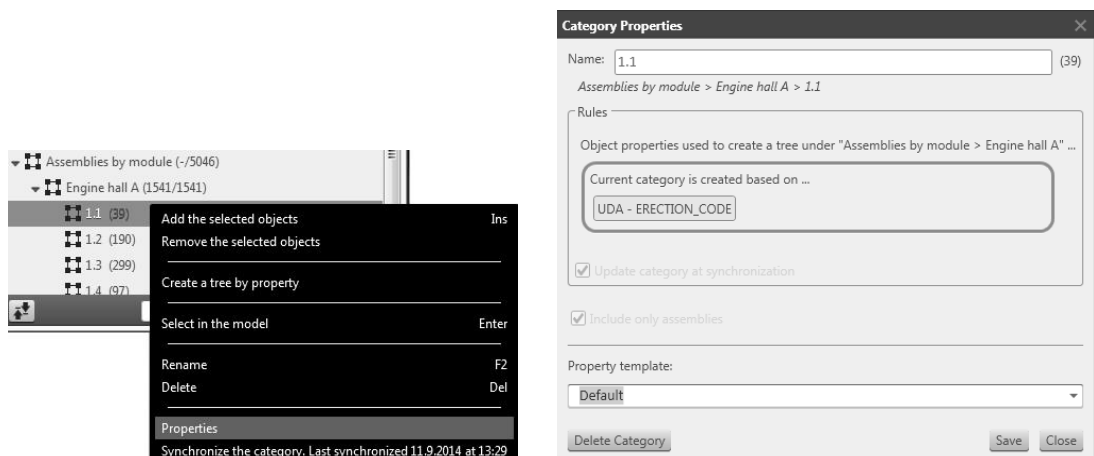 Assemblies by module (-/5046)
Engine hall A (1541/1541)
1.1 (39)
1.2 (190)
1.3 (299)
1.4 (97)
Add the selected objects Ins
Remove the selected objects
Create a tree by property
Select in the model Enter
Rename F2
Delete Del
Properties
Synchronize the category. Last synchronized 11.9.2014 at 13:29
Category Properties
Name: 1.1 (39)
Assemblies by module > Engine hall A > 1.1
Rules
Object properties used to create a tree under "Assemblies by module > Engine hall A" ...
Current category is created based on ...
UDA - ERECTION_CODE
Update category at synchronization
Include only assemblies
Property template:
Default
Delete Category Save Close